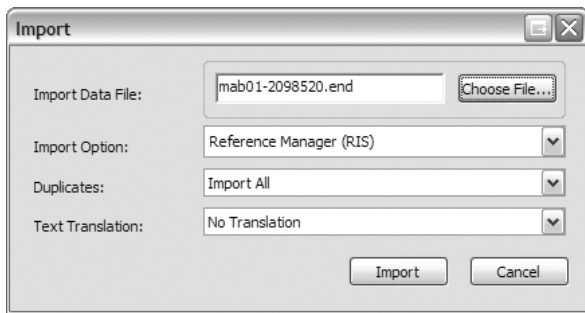 Import
Import Data File: mab01-2098520.end Choose File...
Import Option: Reference Manager (RIS)
Duplicates: Import All
Text Translation: No Translation
Import Cancel